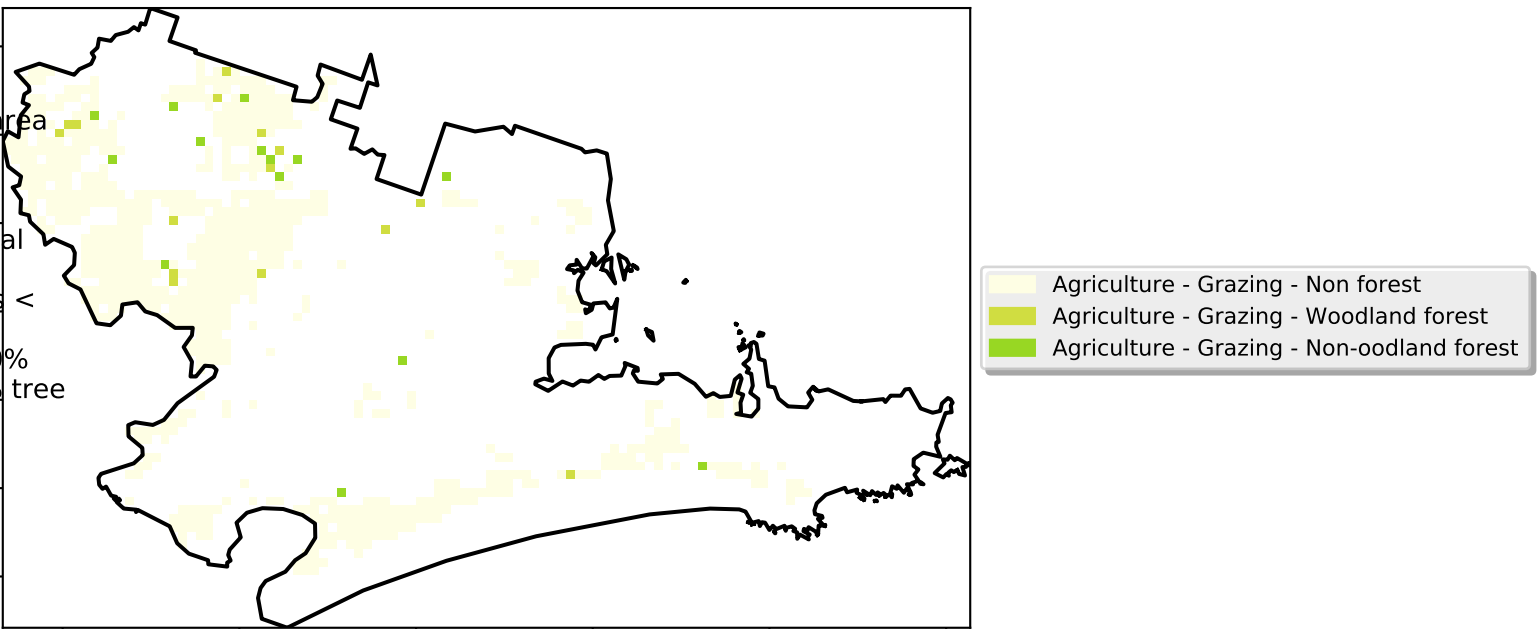 rea
al
<
%
tree
Agriculture - Grazing - Non forest
Agriculture - Grazing - Woodland forest
Agriculture - Grazing - Non-oodland forest